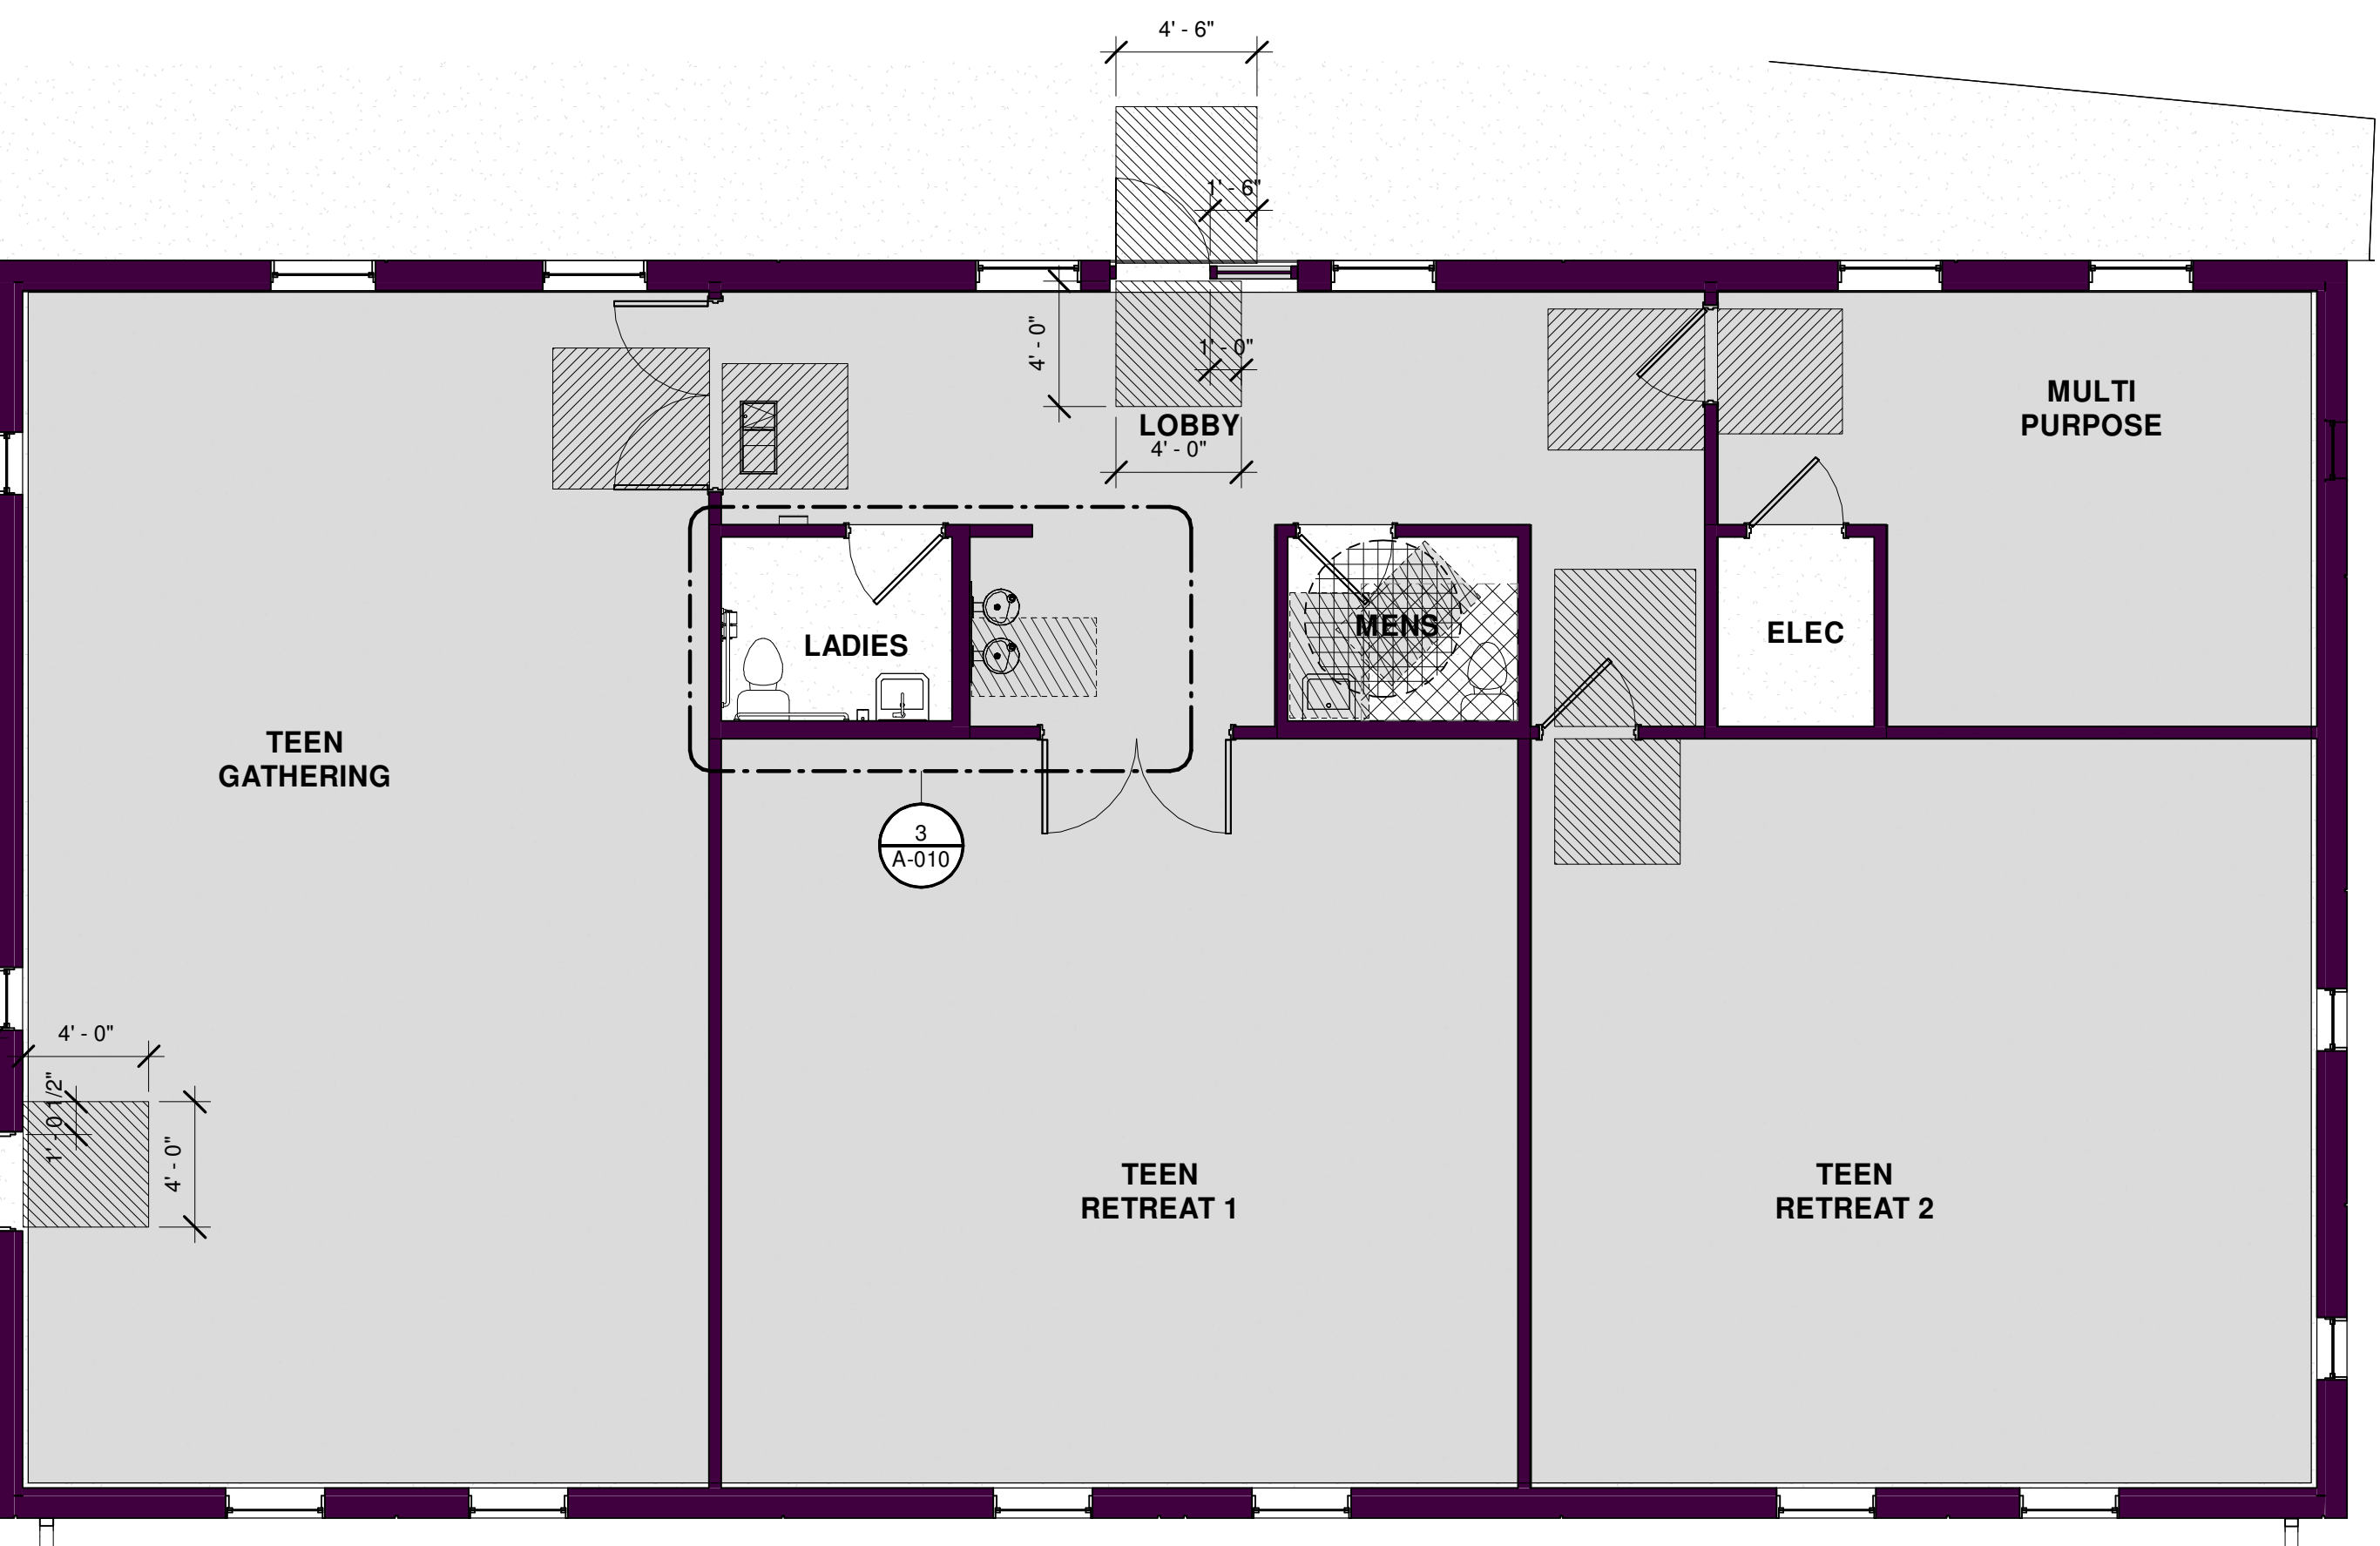 4' - 6"
1' - 6"
4' - 0"
1' - 0"
LOBBY
4' - 0"
MULTI
PURPOSE
LADIES
MENS
ELEC
TEEN
GATHERING
3
A-010
4' - 0"
1' - 0 1/2"
4' - 0"
TEEN
RETREAT 1
TEEN
RETREAT 2